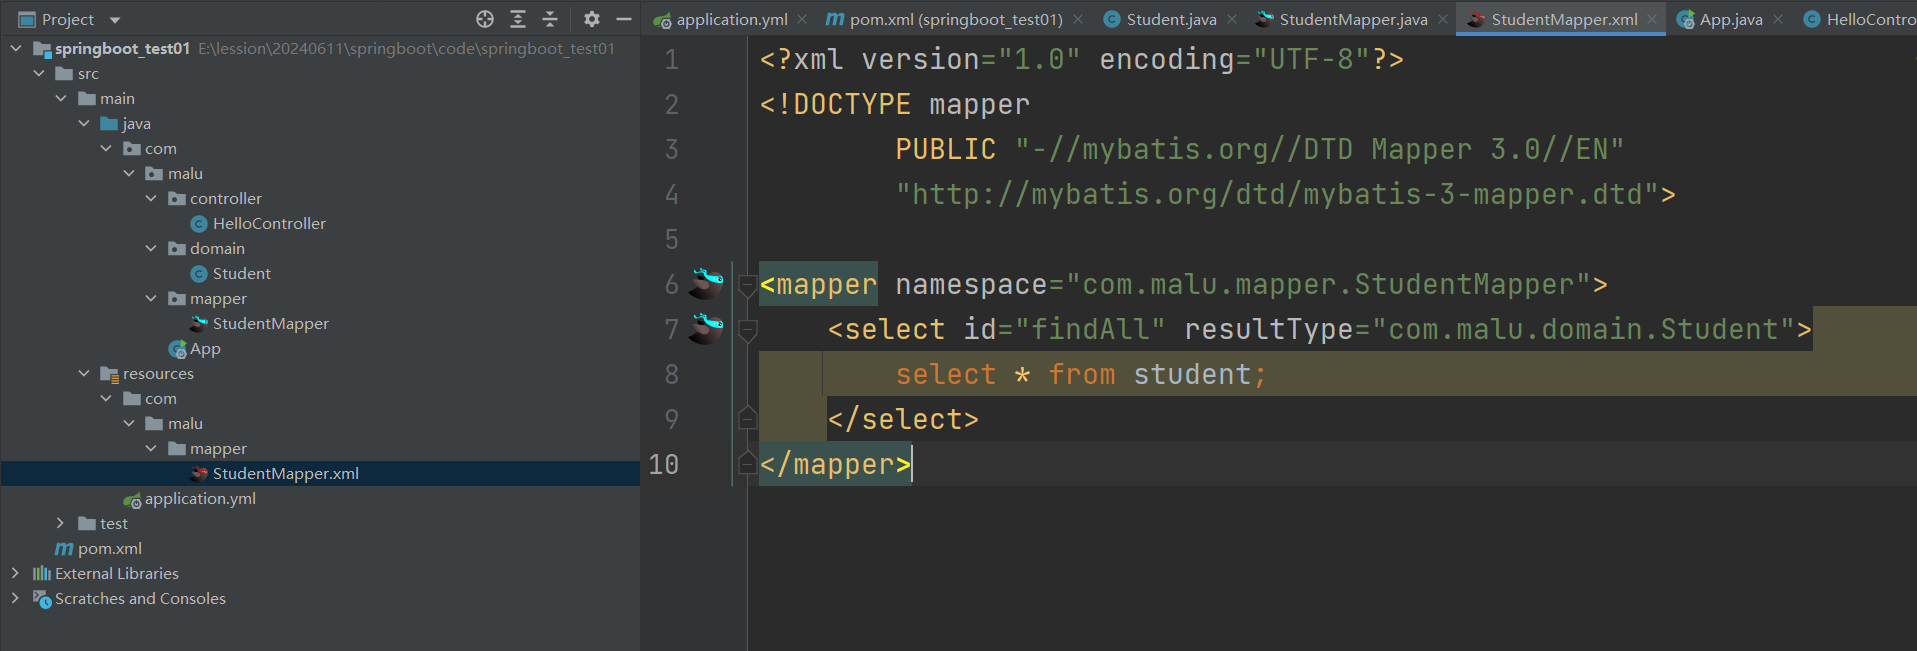 Project
application.yml
pom.xml (springboot_test01)
Student.java
StudentMapper.java
StudentMapper.xml
App.java
HelloContro
springboot_test01 E:\lession\20240611\springboot\code\springboot_test01
src
main
java
com
malu
controller
HelloController
domain
Student
mapper
StudentMapper
App
resources
com
malu
mapper
StudentMapper.xml
application.yml
test
pom.xml
External Libraries
Scratches and Consoles
1 <?xml version="1.0" encoding="UTF-8"?>
2 <!DOCTYPE mapper
3 PUBLIC "-//mybatis.org//DTD Mapper 3.0//EN"
4 "http://mybatis.org/dtd/mybatis-3-mapper.dtd">
5
6 <mapper namespace="com.malu.mapper.StudentMapper">
7 <select id="findAll" resultType="com.malu.domain.Student">
8 select * from student;
9 </select>
10 </mapper>